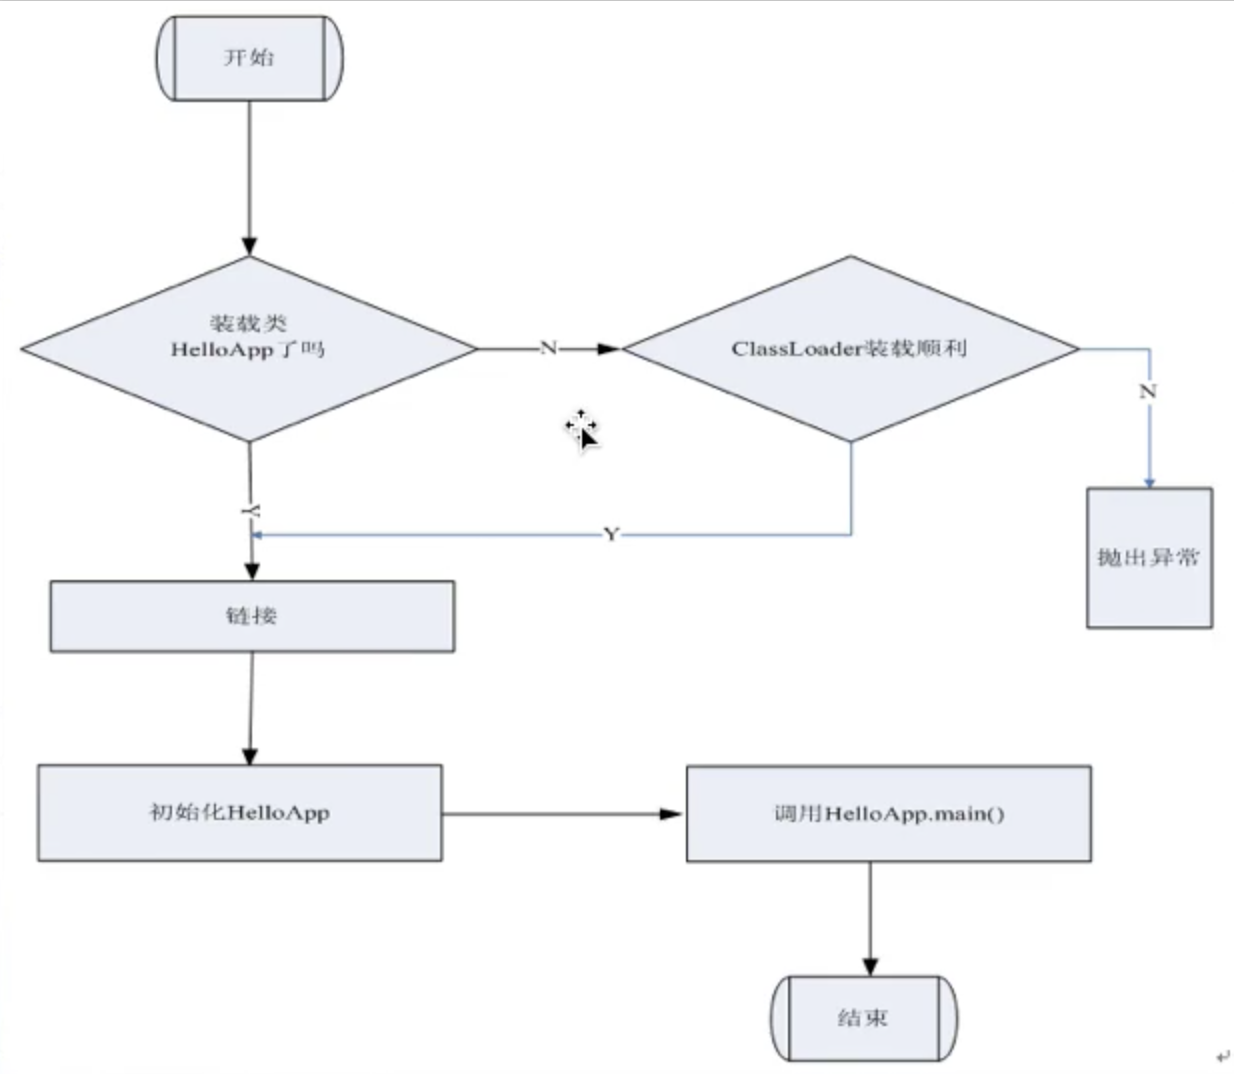 开始
装载类
HelloApp了吗
N
ClassLoader装载顺利
N
Y
Y
链接
抛出异常
初始化HelloApp
调用HelloApp.main()
结束